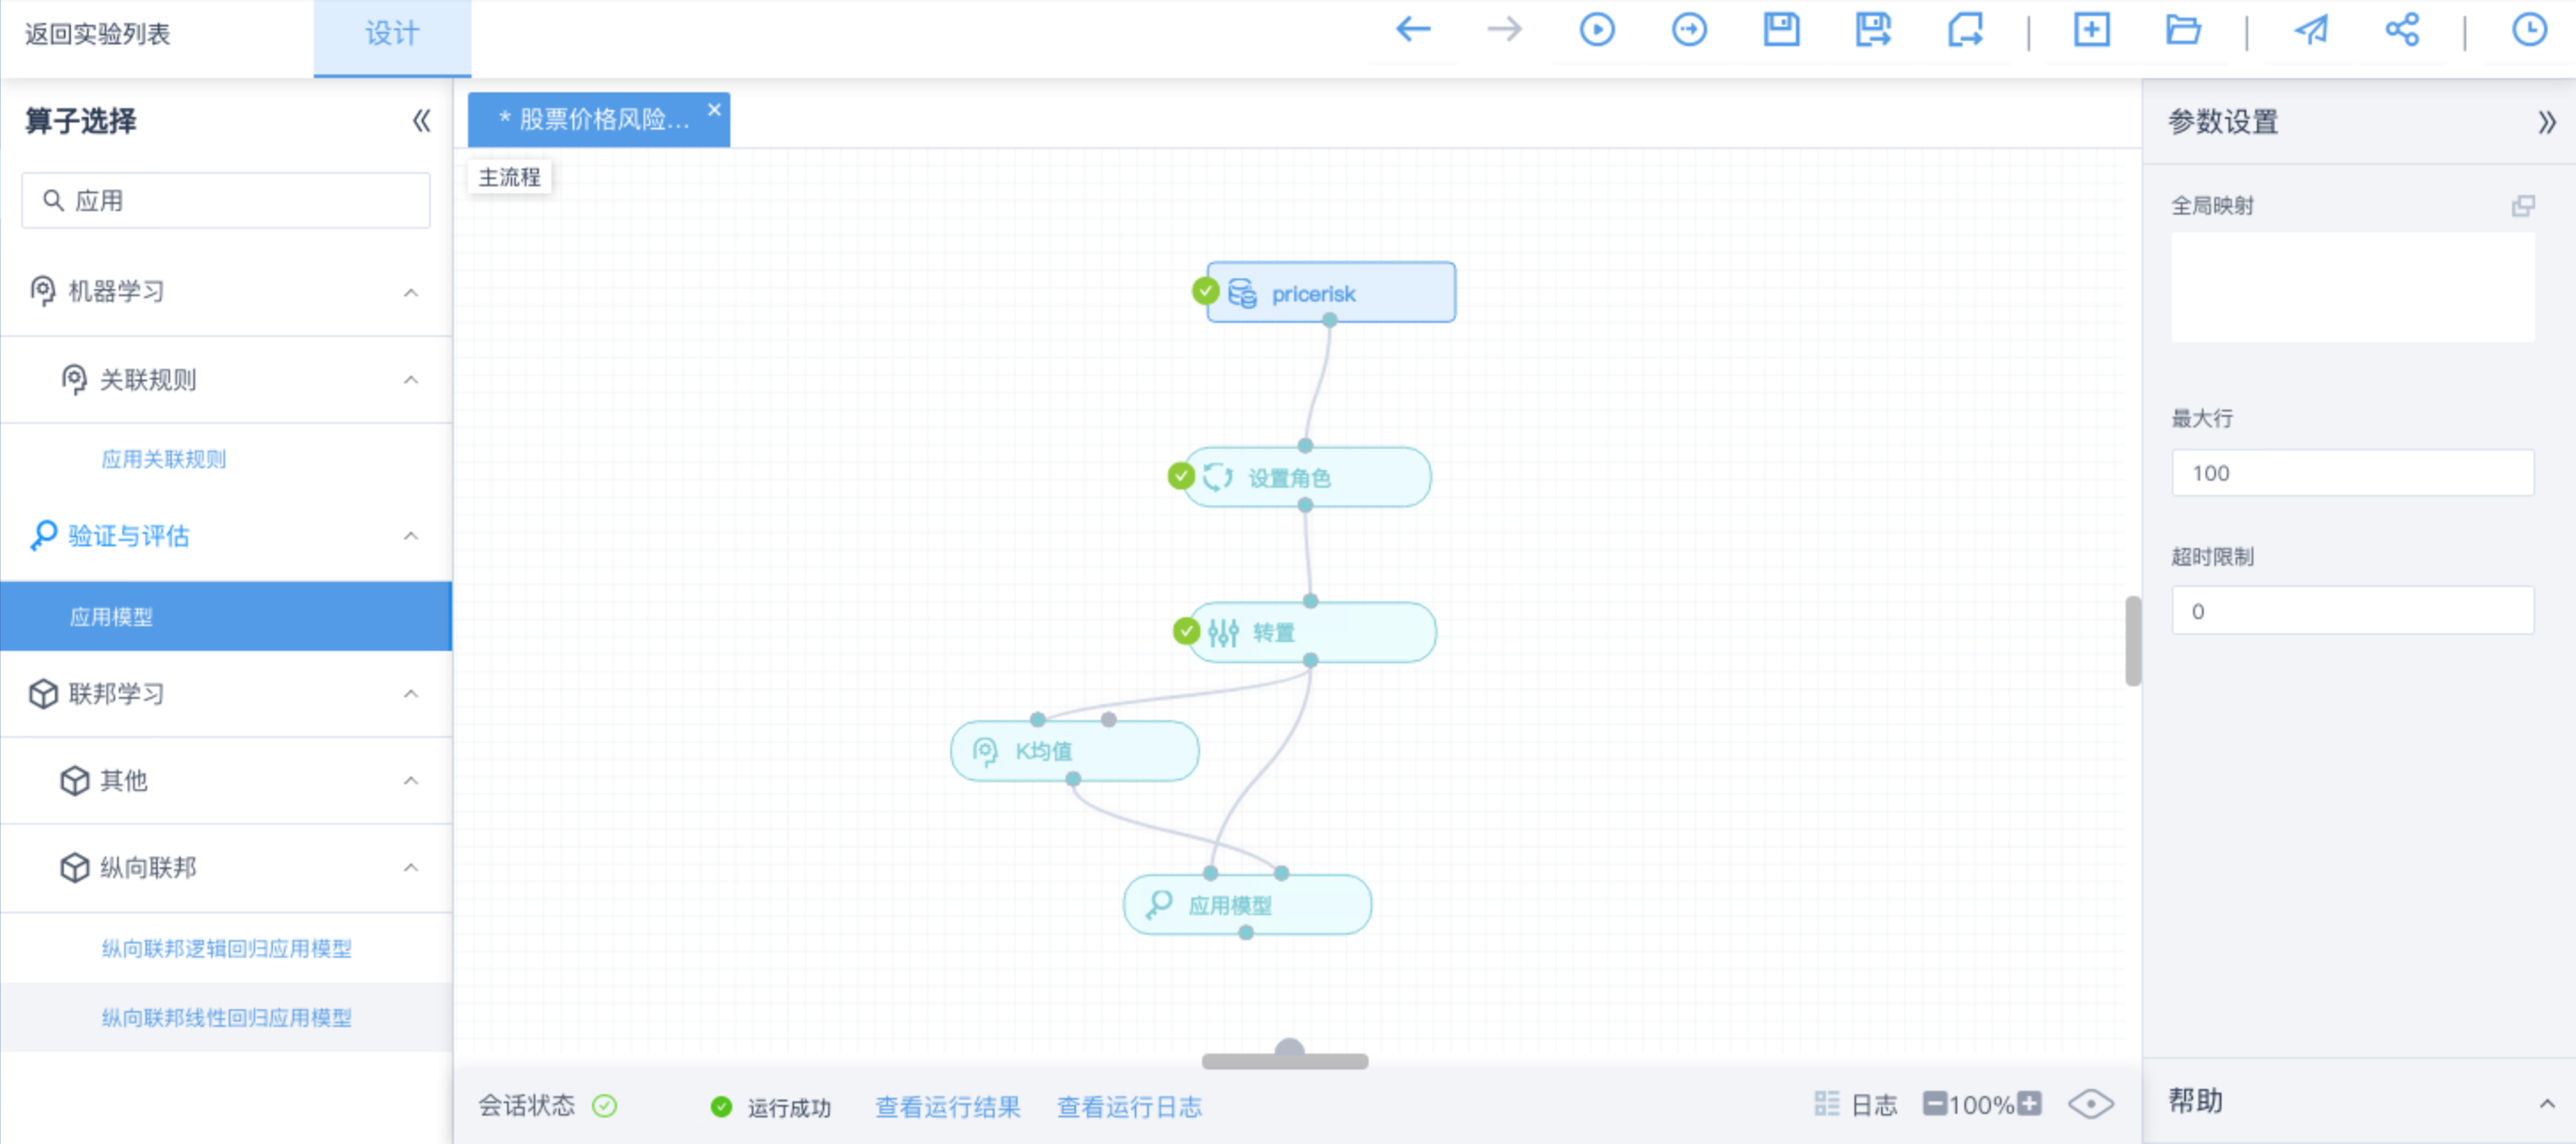 返回实验列表
设计
算子选择
应用
机器学习
关联规则
应用关联规则
验证与评估
应用模型
联邦学习
其他
纵向联邦
纵向联邦逻辑回归应用模型
纵向联邦线性回归应用模型
* 股票价格风险...
主流程
pricerisk
设置角色
转置
K均值
应用模型
会话状态
运行成功
查看运行结果
查看运行日志
日志
100%
参数设置
全局映射
最大行
100
超时限制
0
帮助